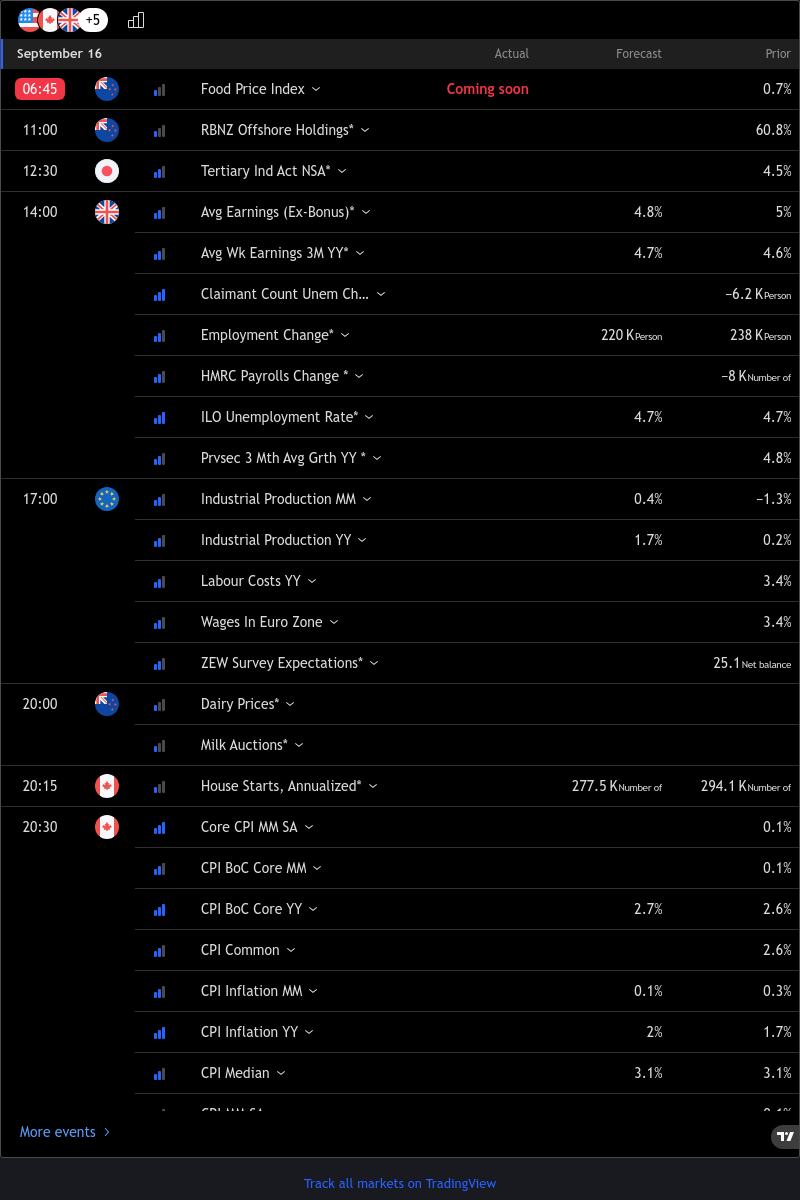 +5
September 16 Actual Forecast Prior
06:45 Food Price Index Coming soon 0.7%
11:00 RBNZ Offshore Holdings* 60.8%
12:30 Tertiary Ind Act NSA* 4.5%
14:00 Avg Earnings (Ex-Bonus)* 4.8% 5%
Avg Wk Earnings 3M YY* 4.7% 4.6%
Claimant Count Unem Ch... −6.2 K Person
Employment Change* 220 K Person 238 K Person
HMRC Payrolls Change * −8 K Number of
ILO Unemployment Rate* 4.7% 4.7%
Prvsec 3 Mth Avg Grth YY * 4.8%
17:00 Industrial Production MM 0.4% −1.3%
Industrial Production YY 1.7% 0.2%
Labour Costs YY 3.4%
Wages In Euro Zone 3.4%
ZEW Survey Expectations* 25.1 Net balance
20:00 Dairy Prices*
Milk Auctions*
20:15 House Starts, Annualized* 277.5 K Number of 294.1 K Number of
20:30 Core CPI MM SA 0.1%
CPI BoC Core MM 0.1%
CPI BoC Core YY 2.7% 2.6%
CPI Common 2.6%
CPI Inflation MM 0.1% 0.3%
CPI Inflation YY 2% 1.7%
CPI Median 3.1% 3.1%
More events
Track all markets on TradingView